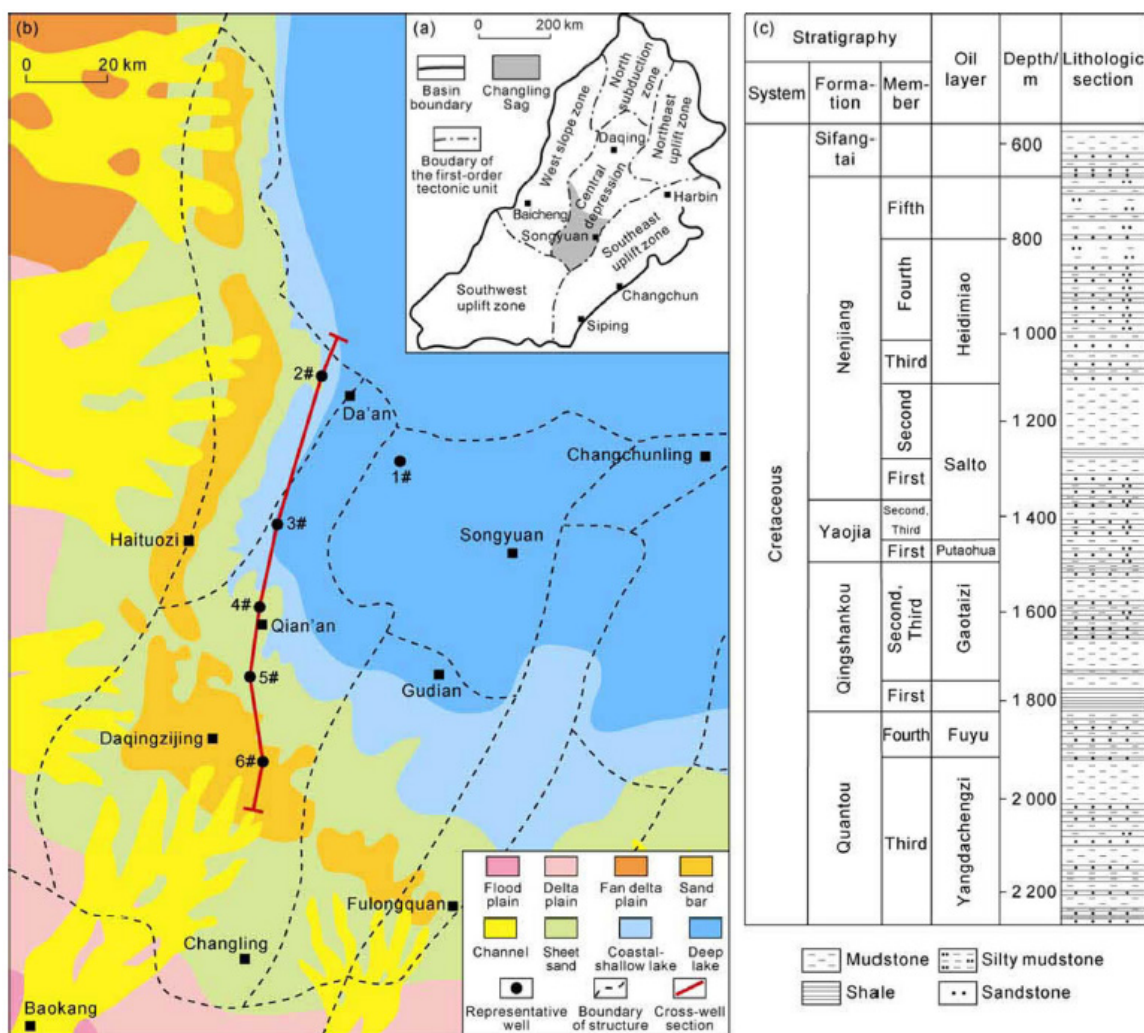 (b)
0 20 km
(a)
0 200 km
Basin
boundary
Changling
Sag
Boudary of
the first-order
tectonic unit
North
subduction
zone
West slope zone
Northeast
uplift zone
Daqing
Central
depression
Harbin
Baicheng
Songyuan
Southeast
uplift zone
Southwest
uplift zone
Changchun
Siping
2#
Da'an
1#
Changchunling
3#
Haituozi
Songyuan
4#
Qian'an
5#
Gudian
Daqingzijing
6#
Fulongquan
Changling
Baokang
Flood
plain
Delta
plain
Fan delta
plain
Sand
bar
Channel
Sheet
sand
Coastal-
shallow lake
Deep
lake
Representative
well
Boundary
of structure
Cross-well
section
(c)
Stratigraphy
System
Forma-
tion
Mem-
ber
Oil
layer
Depth/
m
Lithologic
section
Cretaceous
Sifang-
tai
Nenjiang
Fifth
Fourth
Third
Second
First
Yaojia
Second,
Third
First
Qingshankou
Second,
Third
First
Quantou
Fourth
Third
Heidimiao
Salto
Putaohua
Gaotaizi
Fuyu
Yangdachengzi
600
800
1 000
1 200
1 400
1 600
1 800
2 000
2 200
Mudstone
Silty mudstone
Shale
Sandstone